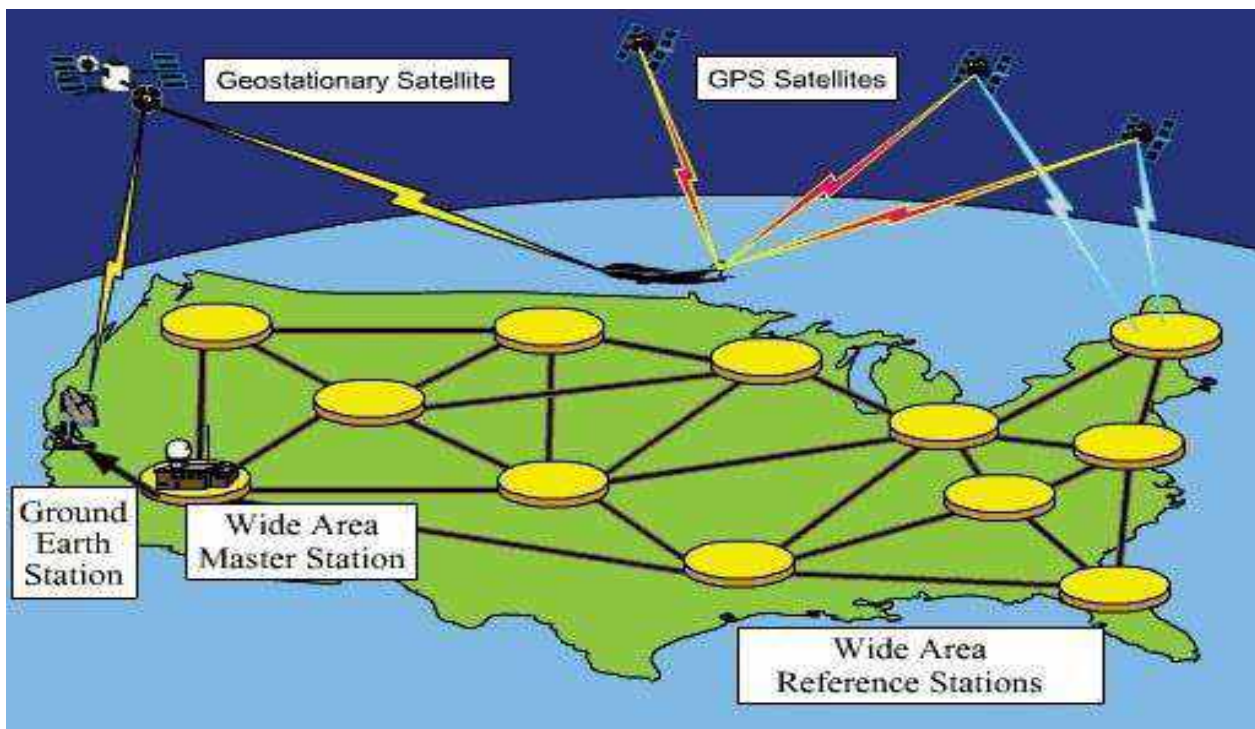 Geostationary Satellite
GPS Satellites
Ground
Earth
Station
Wide Area
Master Station
Wide Area
Reference Stations